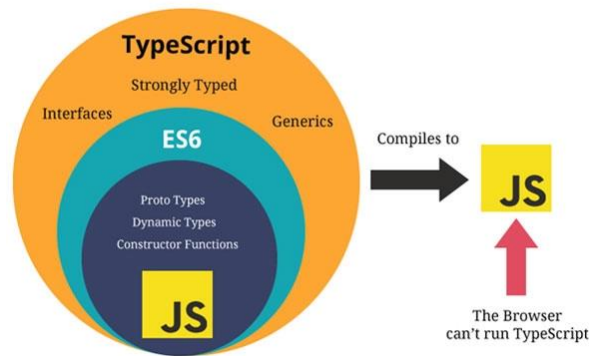 TypeScript
Strongly Typed
Interfaces
Generics
ES6
Proto Types
Dynamic Types
Constructor Functions
JS
Compiles to
JS
The Browser
can't run TypeScript